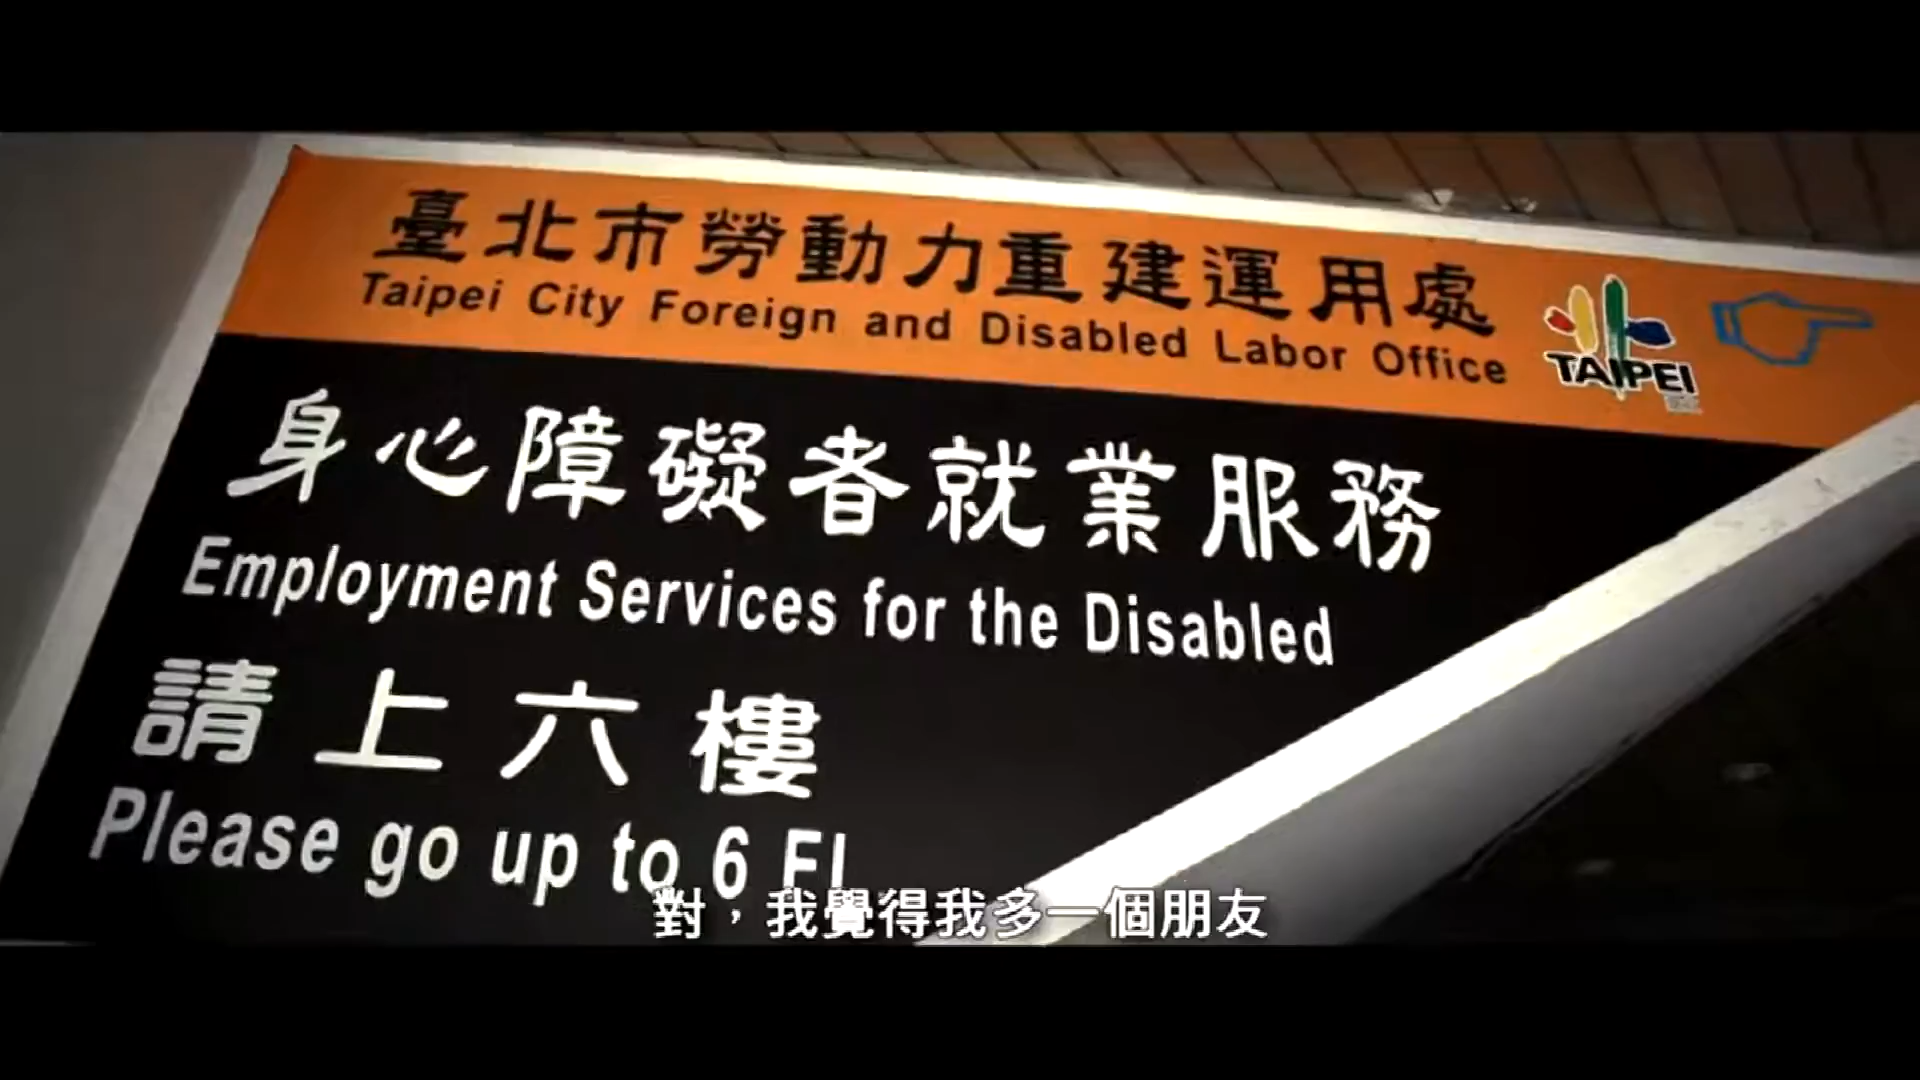 臺北市勞動力重建運用處
Taipei City Foreign and Disabled Labor Office
TAIPEI
身心障礙者就業服務
Employment Services for the Disabled
請上六樓
Please go up to 6 Fl
對，我覺得我多一個朋友